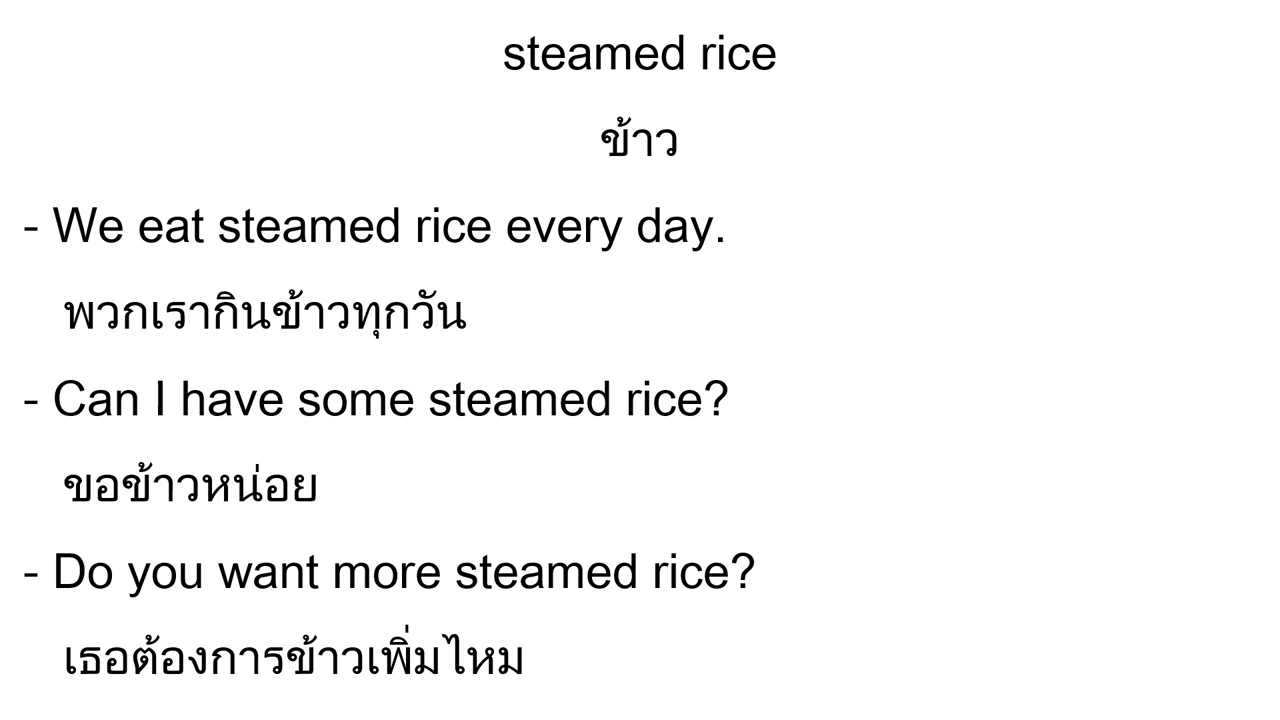 steamed rice
ข้าว
- We eat steamed rice every day.
พวกเรากินข้าวทุกวัน
- Can I have some steamed rice?
ขอข้าวหน่อย
- Do you want more steamed rice?
เธอต้องการข้าวเพิ่มไหม